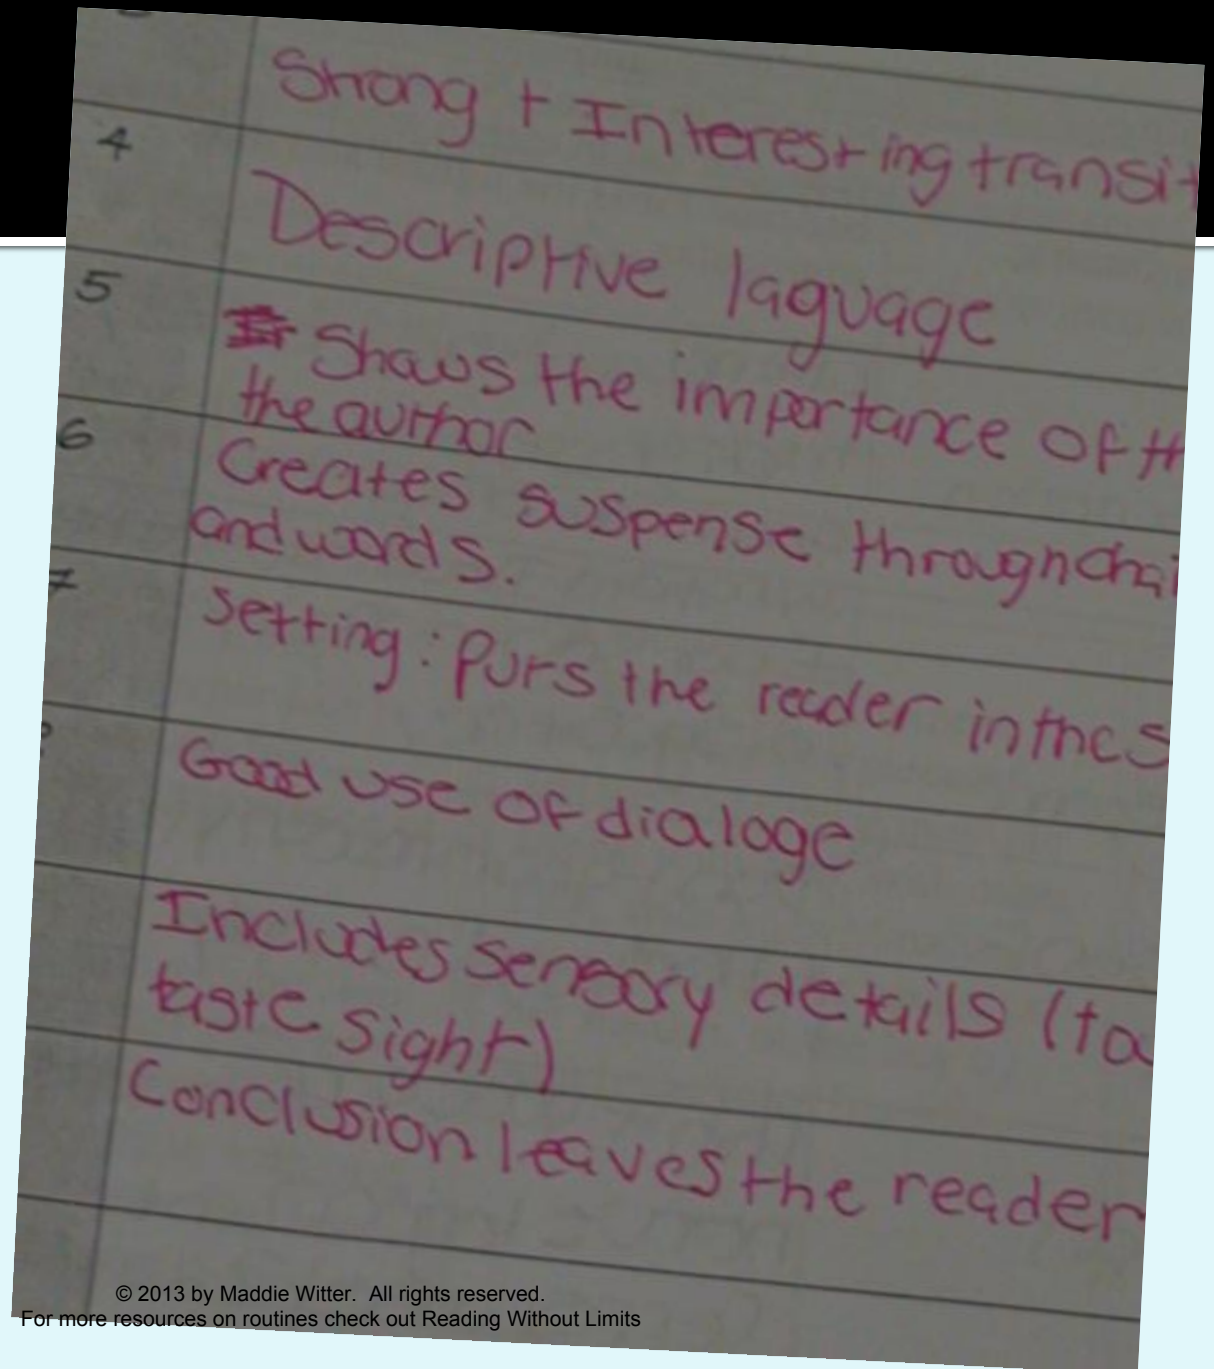 Strong + Interesting transit
4
Descriptive laguage
5
Shows the importance of th
the author
6
Creates suspense through chai
and words.
7
Setting: Puts the reader in the s
Good use of dialoge
Includes sensory details (to
taste sight)
Conclusion leaves the reader
© 2013 by Maddie Witter. All rights reserved.
For more resources on routines check out Reading Without Limits